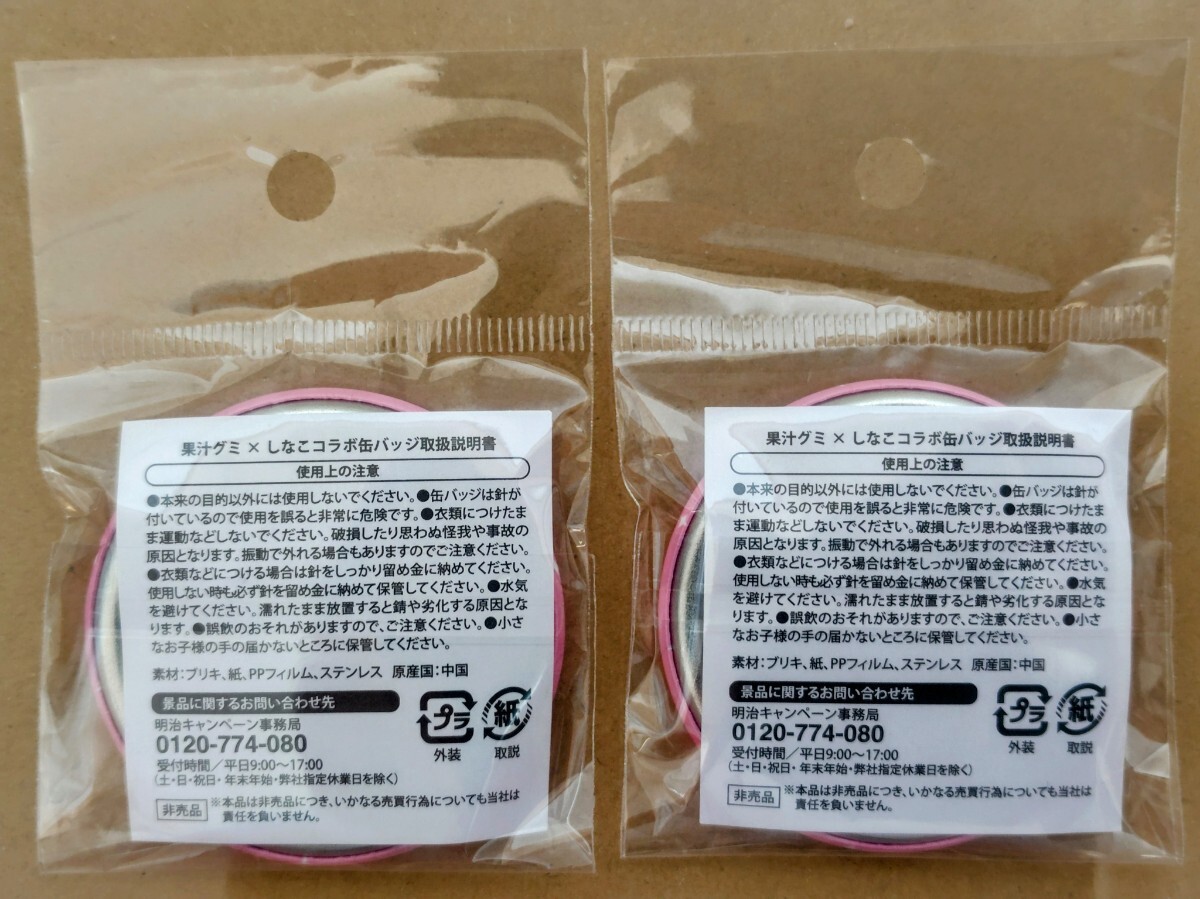 果汁グミ × しなこコラボ缶バッジ取扱説明書
使用上の注意
●本来の目的以外には使用しないでください。●缶バッジは針が
付いているので使用を誤ると非常に危険です。●衣類につけたま
ま運動などしないでください。破損したり思わぬ怪我や事故の
原因となります。振動で外れる場合もありますのでご注意ください。
●衣類などにつける場合は針をしっかり留め金に納めてください。
使用しない時も必ず針を留め金に納めて保管してください。●水気
を避けてください。濡れたまま放置すると錆や劣化する原因とな
ります。●誤飲のおそれがありますので、ご注意ください。●小さ
なお子様の手の届かないところに保管してください。
素材：ブリキ、紙、PPフィルム、ステンレス 原産国：中国
景品に関するお問い合わせ先
明治キャンペーン事務局
0120-774-080
受付時間／平日9:00〜17:00
（土・日・祝日・年末年始・弊社指定休業日を除く）
プラ
外装
紙
取説
非売品
※本品は非売品につき、いかなる売買行為についても当社は
責任を負いません。
果汁グミ × しなこコラボ缶バッジ取扱説明書
使用上の注意
●本来の目的以外には使用しないでください。●缶バッジは針が
付いているので使用を誤ると非常に危険です。●衣類につけたま
ま運動などしないでください。破損したり思わぬ怪我や事故の
原因となります。振動で外れる場合もありますのでご注意ください。
●衣類などにつける場合は針をしっかり留め金に納めてください。
使用しない時も必ず針を留め金に納めて保管してください。●水気
を避けてください。濡れたまま放置すると錆や劣化する原因とな
ります。●誤飲のおそれがありますので、ご注意ください。●小さ
なお子様の手の届かないところに保管してください。
素材：ブリキ、紙、PPフィルム、ステンレス 原産国：中国
景品に関するお問い合わせ先
明治キャンペーン事務局
0120-774-080
受付時間／平日9:00〜17:00
（土・日・祝日・年末年始・弊社指定休業日を除く）
プラ
外装
紙
取説
非売品
※本品は非売品につき、いかなる売買行為についても当社は
責任を負いません。